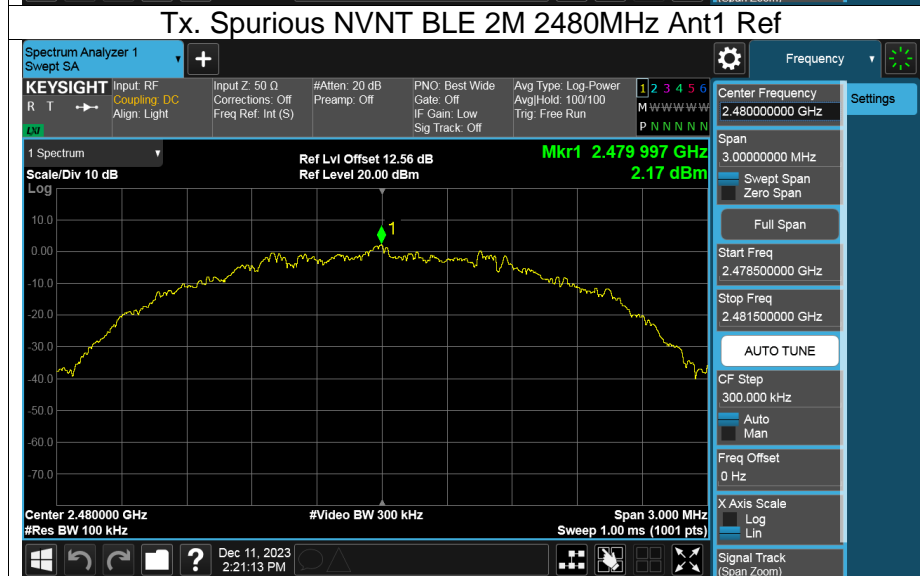 (Span Zoom)
Tx. Spurious NVNT BLE 2M 2480MHz Ant1 Ref
Spectrum Analyzer 1
Swept SA
+
Frequency
KEYSIGHT
R T
LXI
Input: RF
Coupling: DC
Align: Light
Input Z: 50 Ω
Corrections: Off
Freq Ref: Int (S)
#Atten: 20 dB
Preamp: Off
PNO: Best Wide
Gate: Off
IF Gain: Low
Sig Track: Off
Avg Type: Log-Power
Avg|Hold: 100/100
Trig: Free Run
1 2 3 4 5 6
M W W W W W
P N N N N N
1 Spectrum
Scale/Div 10 dB
Log
Ref Lvl Offset 12.56 dB
Ref Level 20.00 dBm
Mkr1 2.479 997 GHz
2.17 dBm
10.0
0.00
-10.0
-20.0
-30.0
-40.0
-50.0
-60.0
-70.0
1
Center 2.480000 GHz
#Res BW 100 kHz
#Video BW 300 kHz
Span 3.000 MHz
Sweep 1.00 ms (1001 pts)
Center Frequency
2.480000000 GHz
Settings
Span
3.00000000 MHz
Swept Span
Zero Span
Full Span
Start Freq
2.478500000 GHz
Stop Freq
2.481500000 GHz
AUTO TUNE
CF Step
300.000 kHz
Auto
Man
Freq Offset
0 Hz
X Axis Scale
Log
Lin
Signal Track
(Span Zoom)
?
Dec 11, 2023
2:21:13 PM